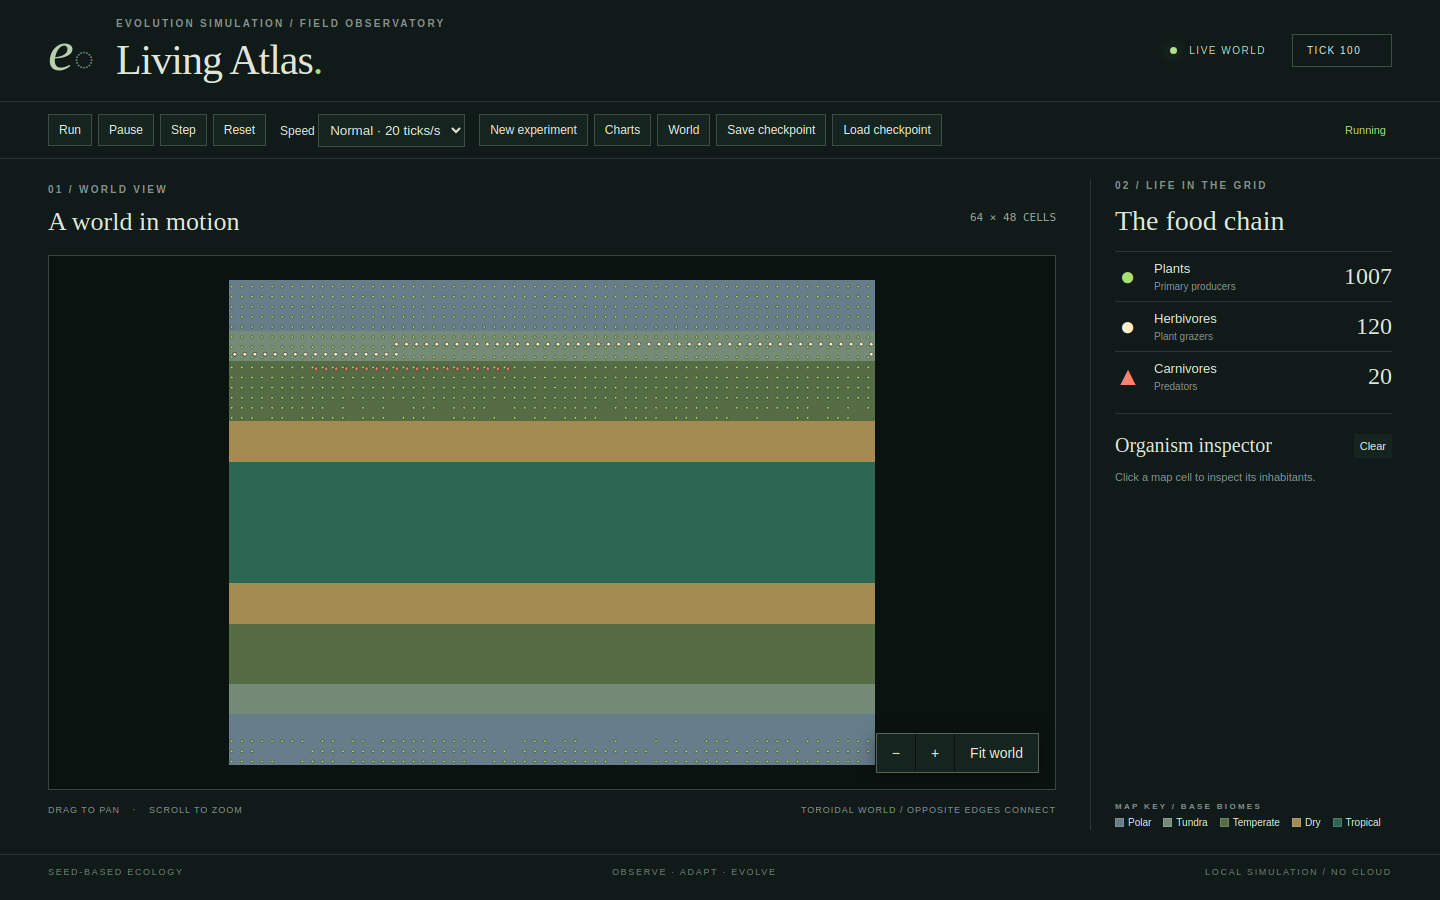 EVOLUTION SIMULATION / FIELD OBSERVATORY
e
Living Atlas.
LIVE WORLD
TICK 100
Run
Pause
Step
Reset
Speed
Normal · 20 ticks/s
New experiment
Charts
World
Save checkpoint
Load checkpoint
Running
01 / WORLD VIEW
A world in motion
64 × 48 CELLS
− + Fit world
DRAG TO PAN · SCROLL TO ZOOM
TOROIDAL WORLD / OPPOSITE EDGES CONNECT
02 / LIFE IN THE GRID
The food chain
Plants
Primary producers
1007
Herbivores
Plant grazers
120
Carnivores
Predators
20
Organism inspector
Clear
Click a map cell to inspect its inhabitants.
MAP KEY / BASE BIOMES
Polar Tundra Temperate Dry Tropical
SEED-BASED ECOLOGY
OBSERVE · ADAPT · EVOLVE
LOCAL SIMULATION / NO CLOUD